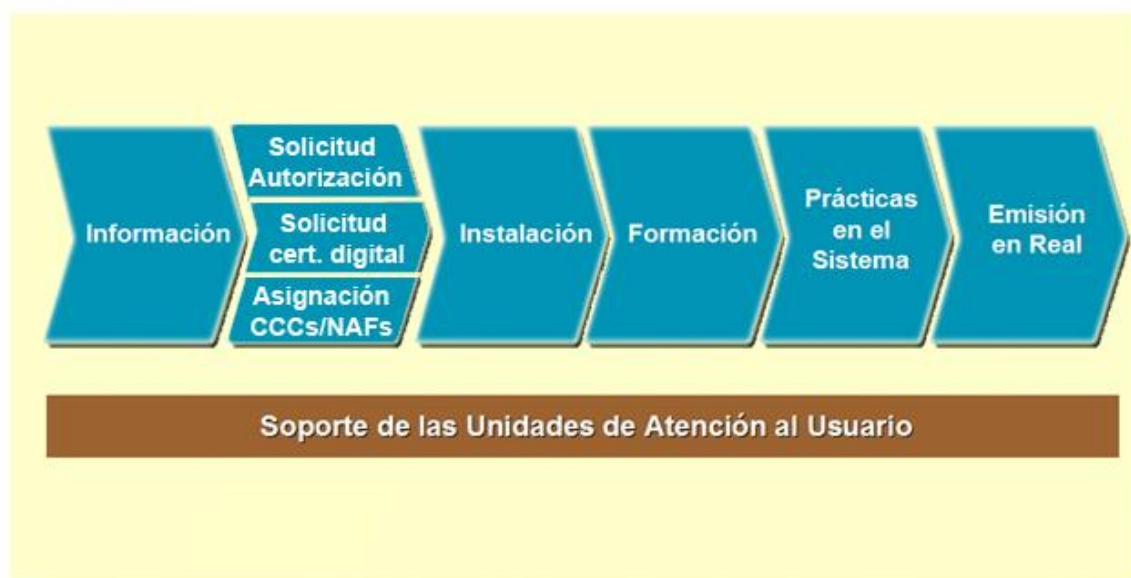 Información
Solicitud
Autorización
Solicitud
cert. digital
Asignación
CCCs/NAFs
Instalación
Formación
Prácticas
en el
Sistema
Emisión
en Real
Soporte de las Unidades de Atención al Usuario